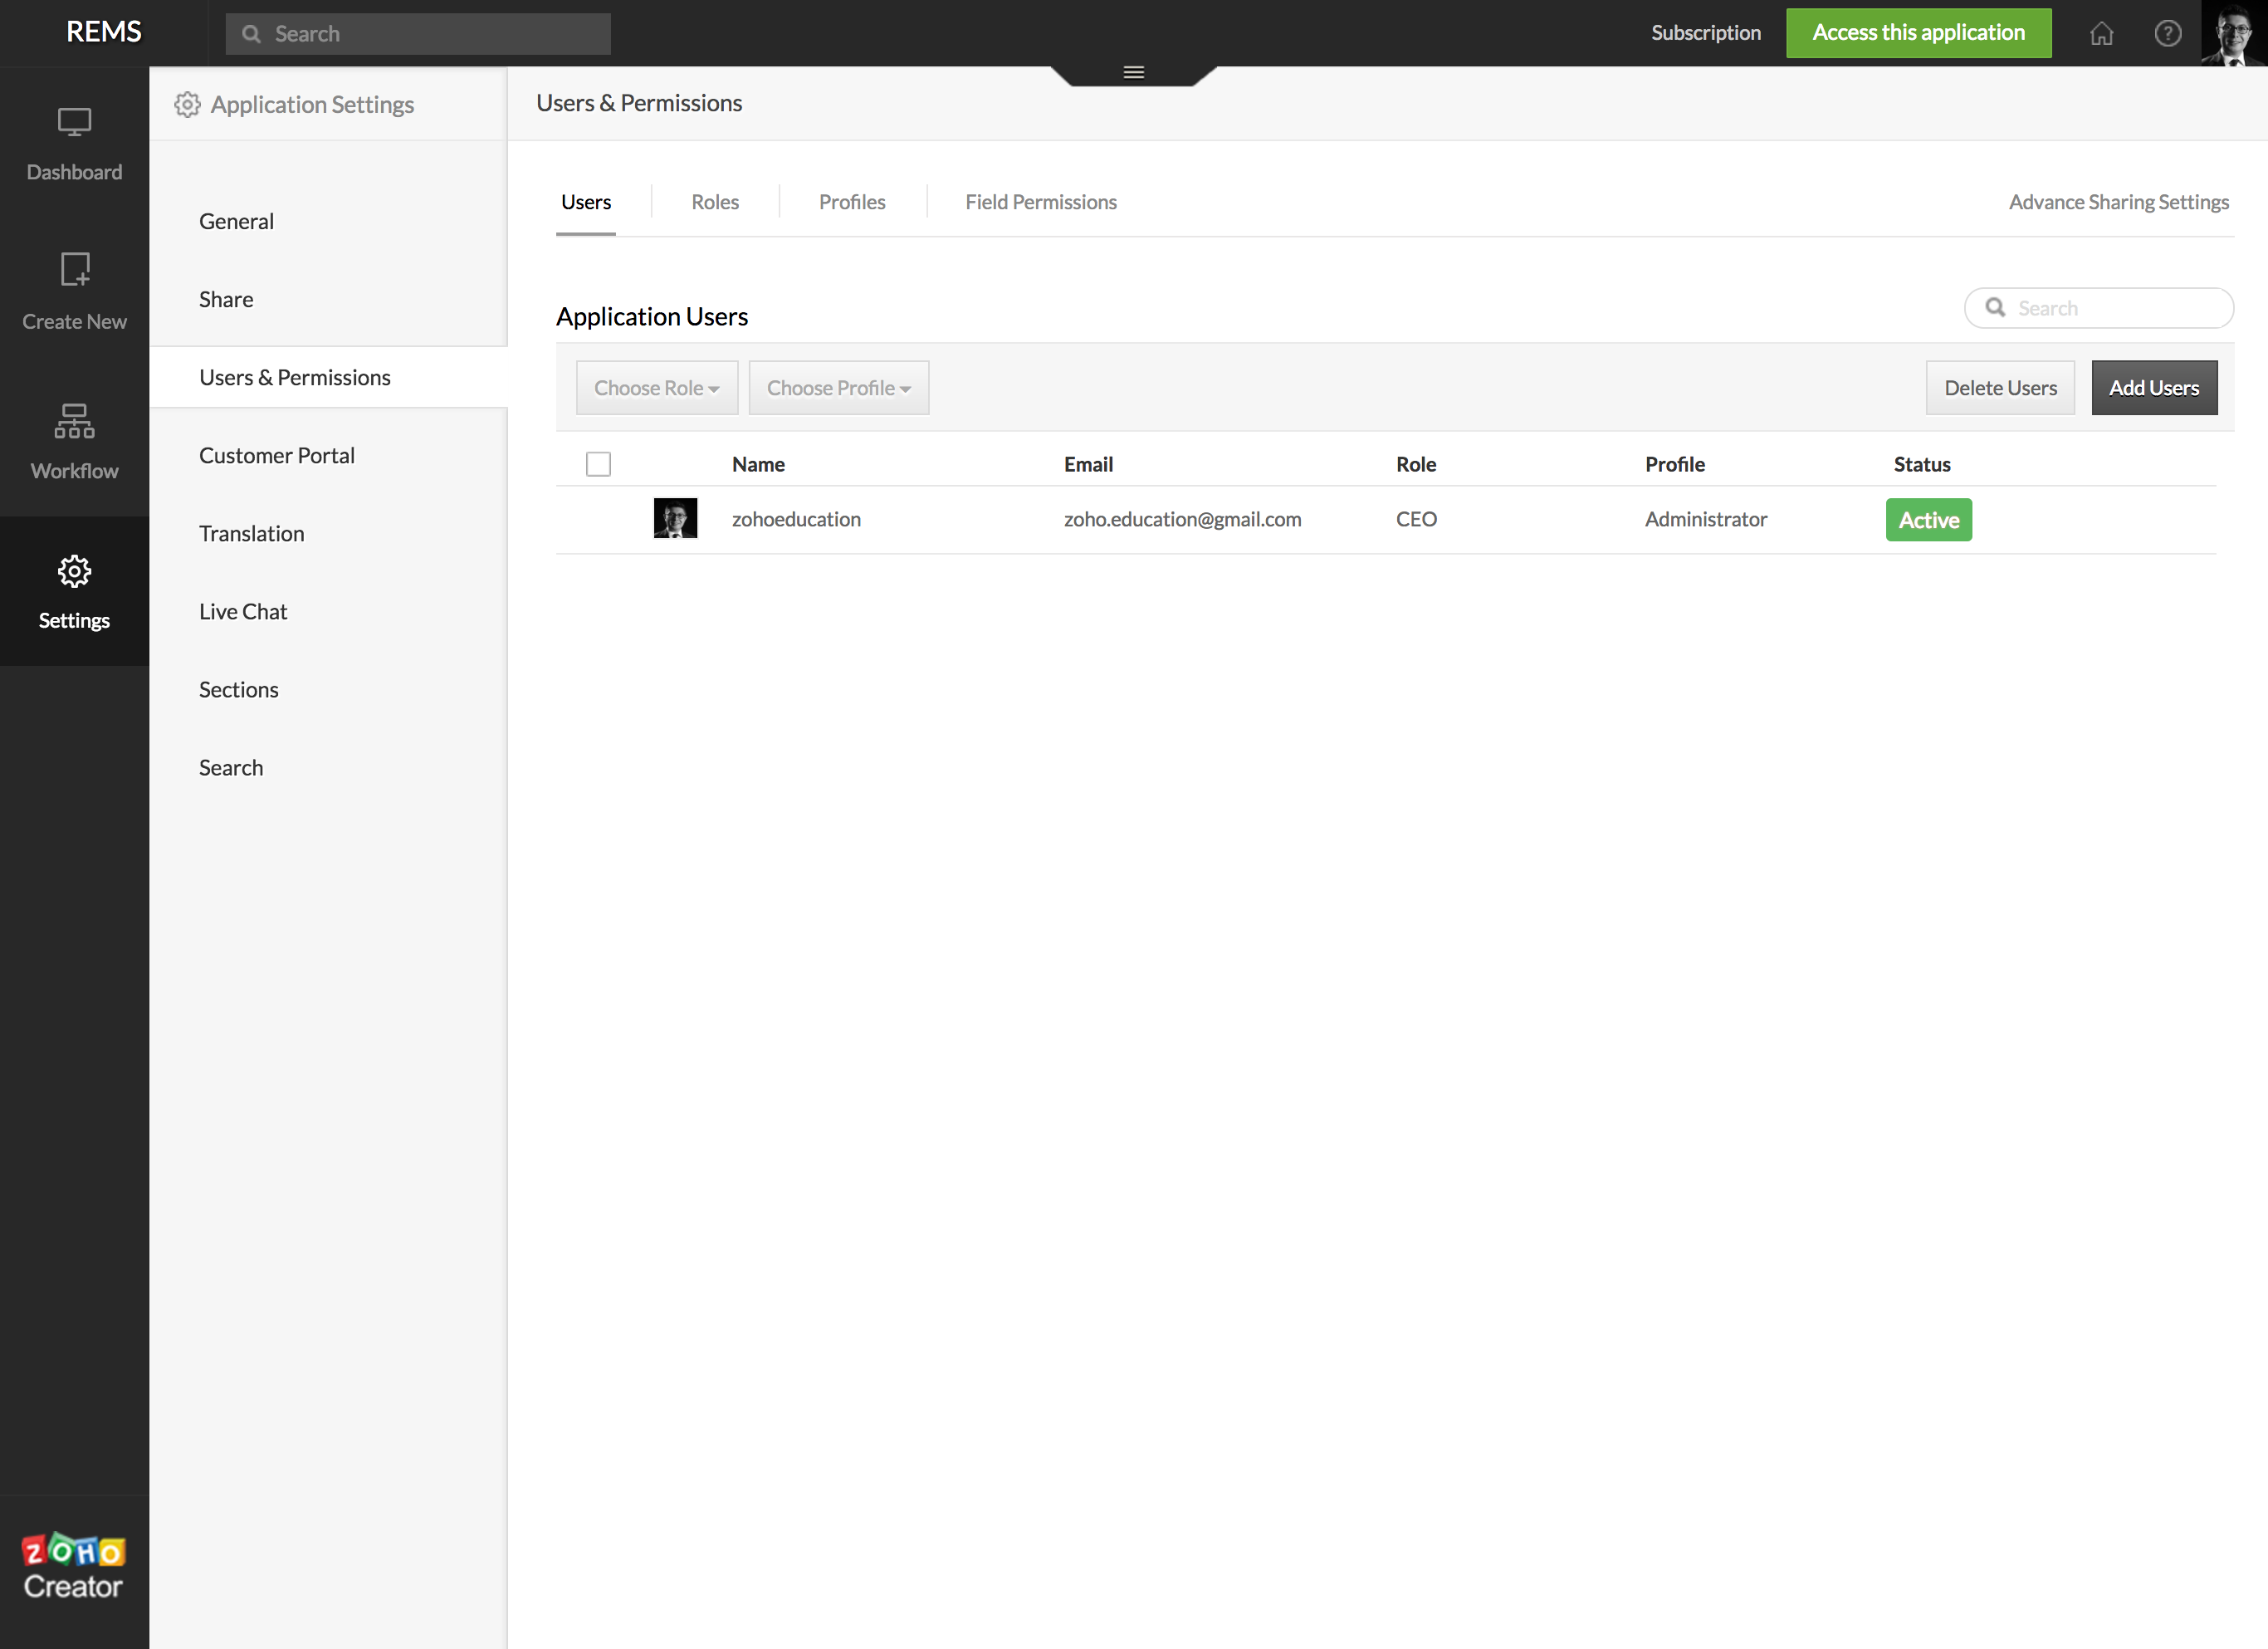 REMS
Search
Subscription
Access this application
?
Dashboard
Create New
Workflow
Settings
ZOHO
Creator
Application Settings
General
Share
Users & Permissions
Customer Portal
Translation
Live Chat
Sections
Search
Users & Permissions
Users Roles Profiles Field Permissions Advance Sharing Settings
Application Users
Search
Choose Role Choose Profile Delete Users Add Users
Name Email Role Profile Status
zohoeducation zoho.education@gmail.com CEO Administrator Active